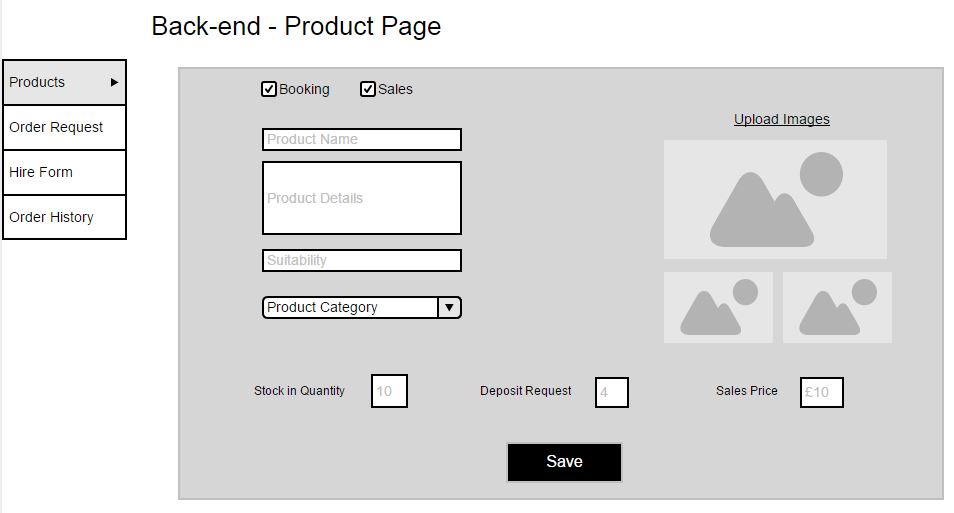 Back-end - Product Page
Products
Order Request
Hire Form
Order History
Booking
Sales
Product Name
Product Details
Suitability
Product Category
Upload Images
Stock in Quantity
10
Deposit Request
4
Sales Price
£10
Save